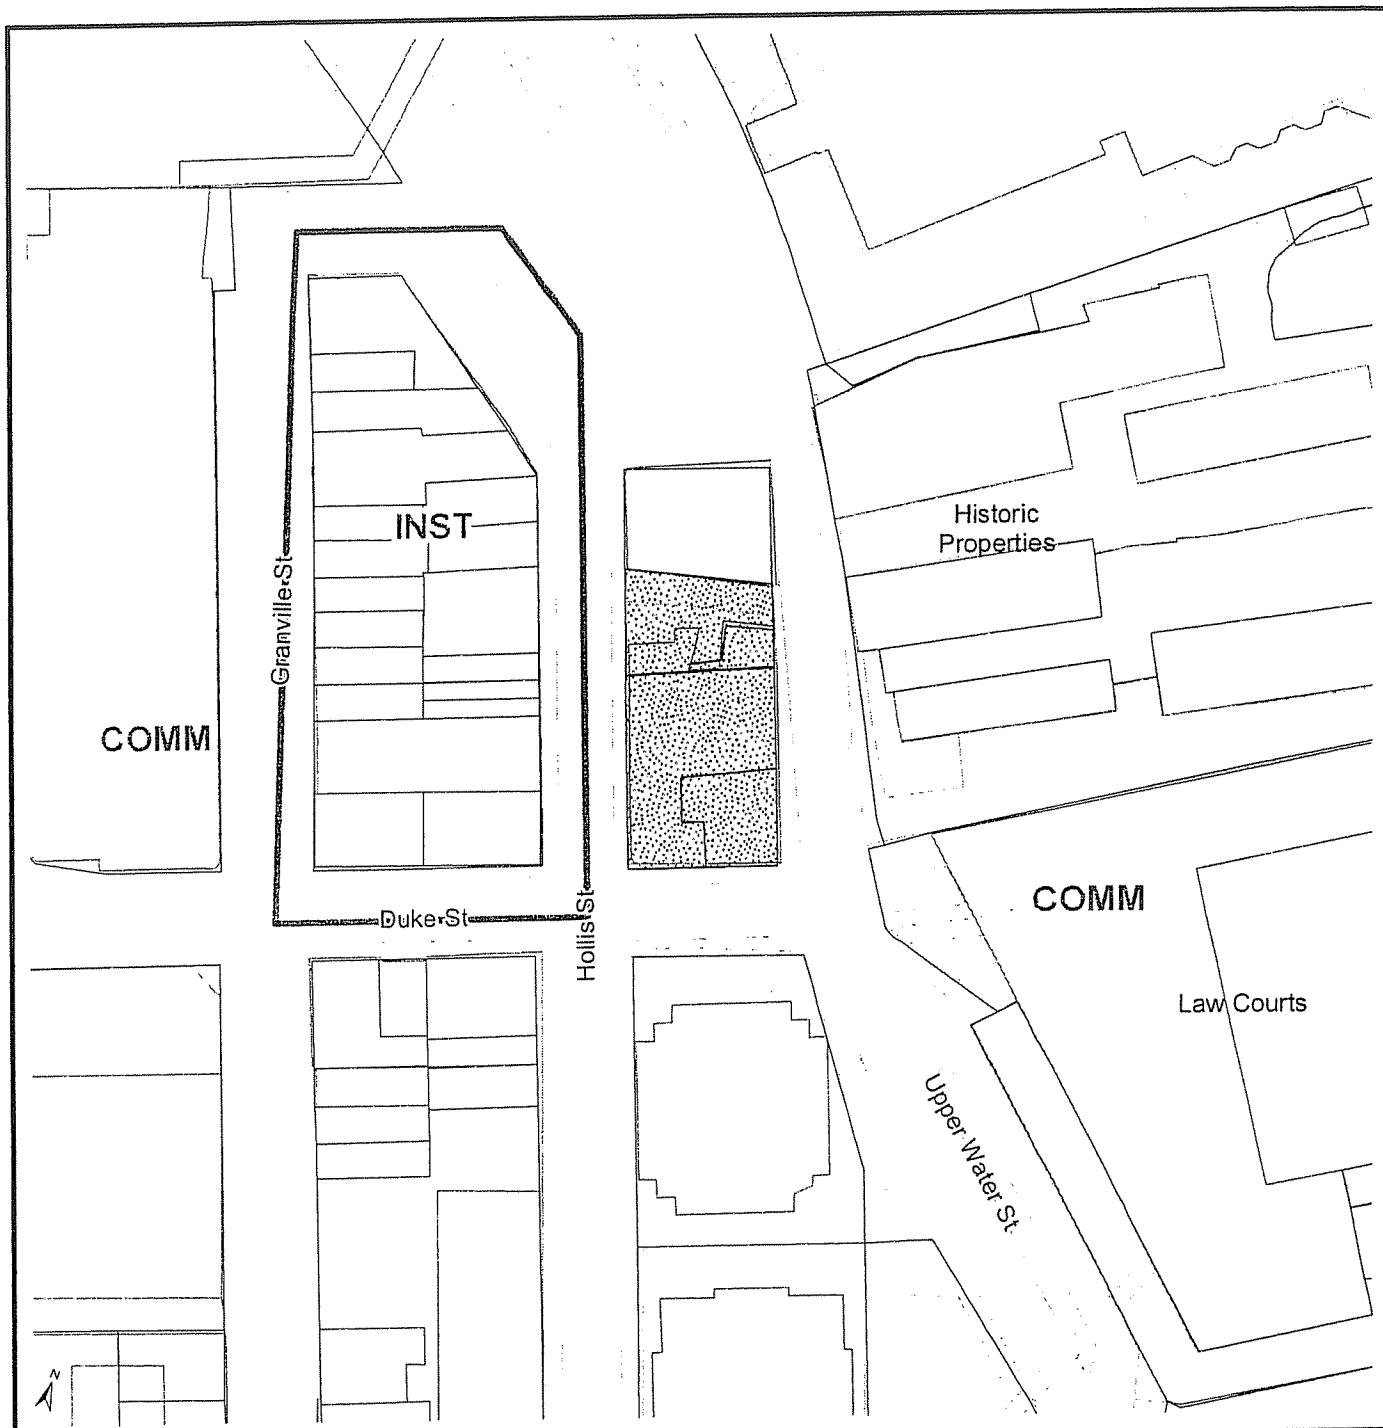 INST
Historic
Properties
Granville St
COMM
COMM
Duke St
Hollis St
Law Courts
Upper Water St
N